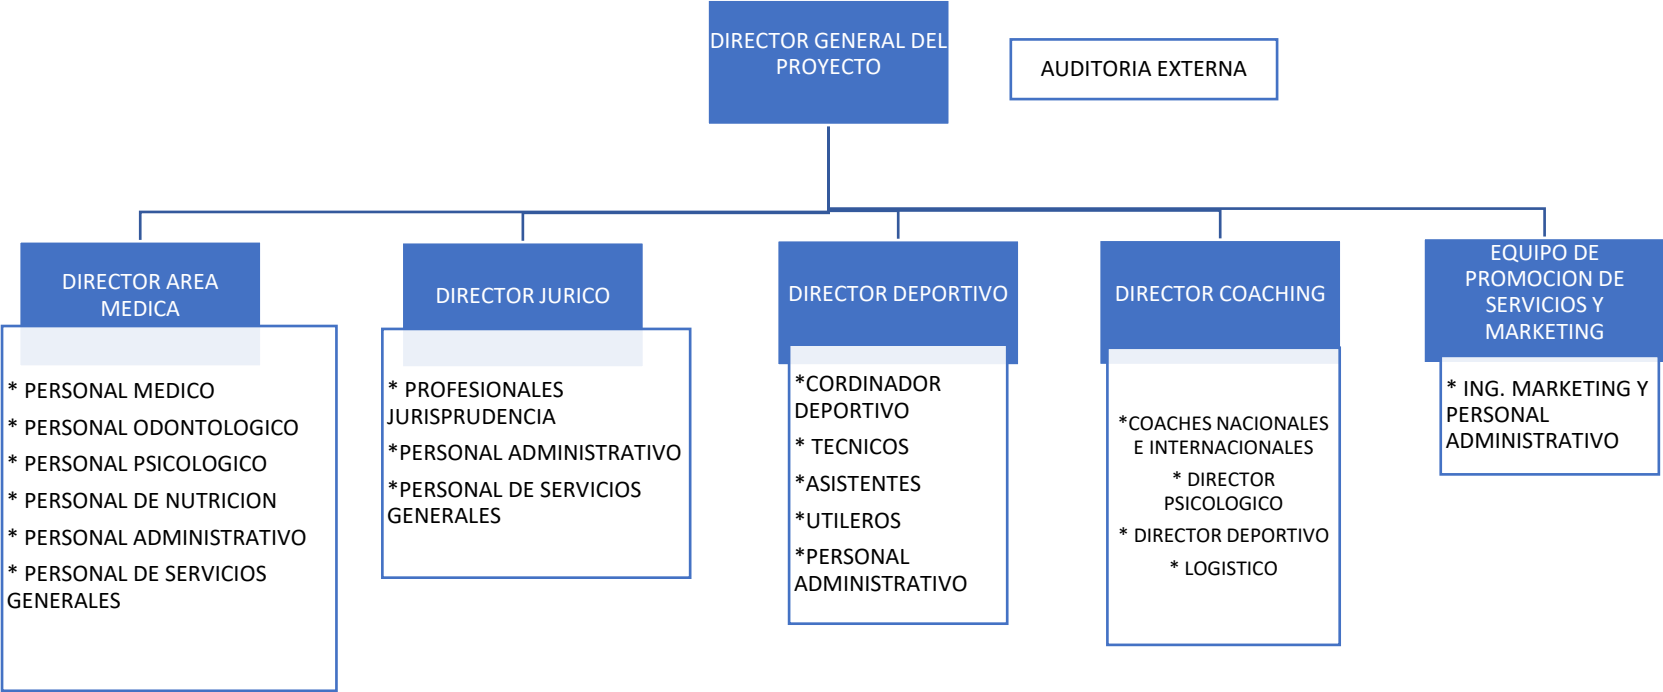 DIRECTOR GENERAL DEL
PROYECTO
AUDITORIA EXTERNA
DIRECTOR AREA
MEDICA
* PERSONAL MEDICO
* PERSONAL ODONTOLOGICO
* PERSONAL PSICOLOGICO
* PERSONAL DE NUTRICION
* PERSONAL ADMINISTRATIVO
* PERSONAL DE SERVICIOS
GENERALES
DIRECTOR JURICO
* PROFESIONALES
JURISPRUDENCIA
*PERSONAL ADMINISTRATIVO
*PERSONAL DE SERVICIOS
GENERALES
DIRECTOR DEPORTIVO
*CORDINADOR
DEPORTIVO
* TECNICOS
*ASISTENTES
*UTILEROS
*PERSONAL
ADMINISTRATIVO
DIRECTOR COACHING
*COACHES NACIONALES
E INTERNACIONALES
* DIRECTOR
PSICOLOGICO
* DIRECTOR DEPORTIVO
* LOGISTICO
EQUIPO DE
PROMOCION DE
SERVICIOS Y
MARKETING
* ING. MARKETING Y
PERSONAL
ADMINISTRATIVO